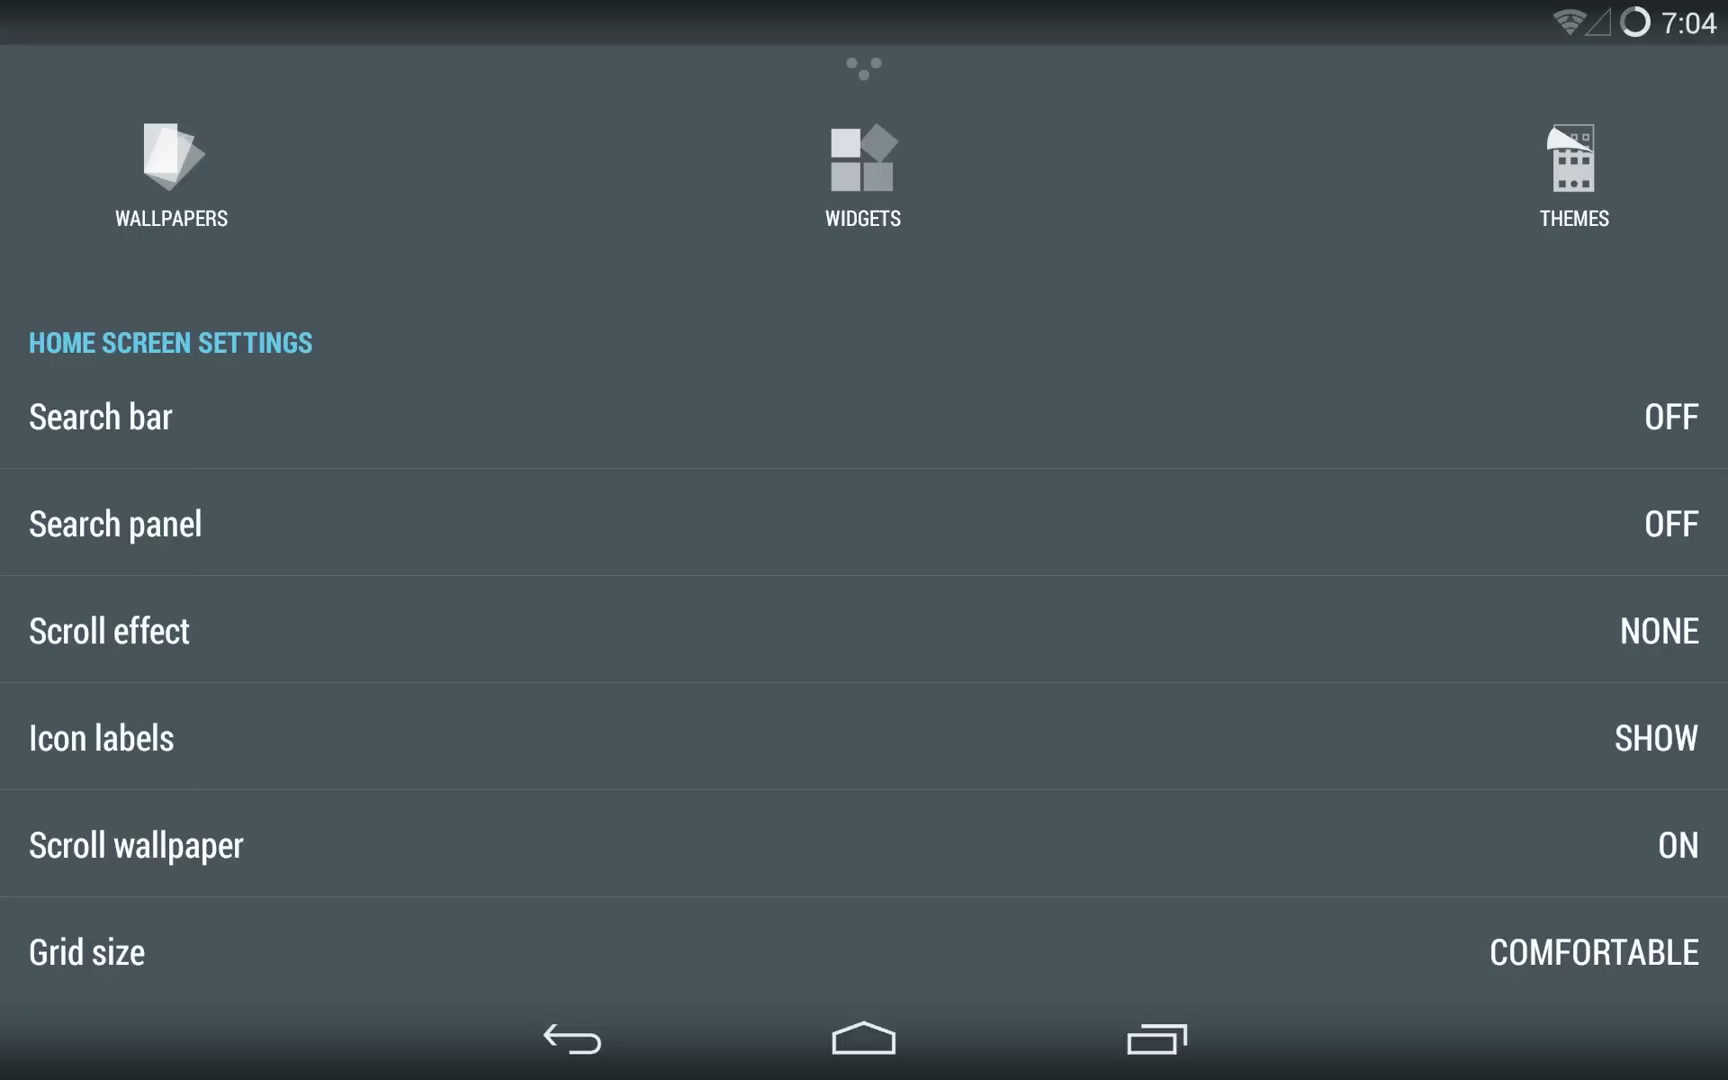 7:04
WALLPAPERS
WIDGETS
THEMES
HOME SCREEN SETTINGS
Search bar OFF
Search panel OFF
Scroll effect NONE
Icon labels SHOW
Scroll wallpaper ON
Grid size COMFORTABLE